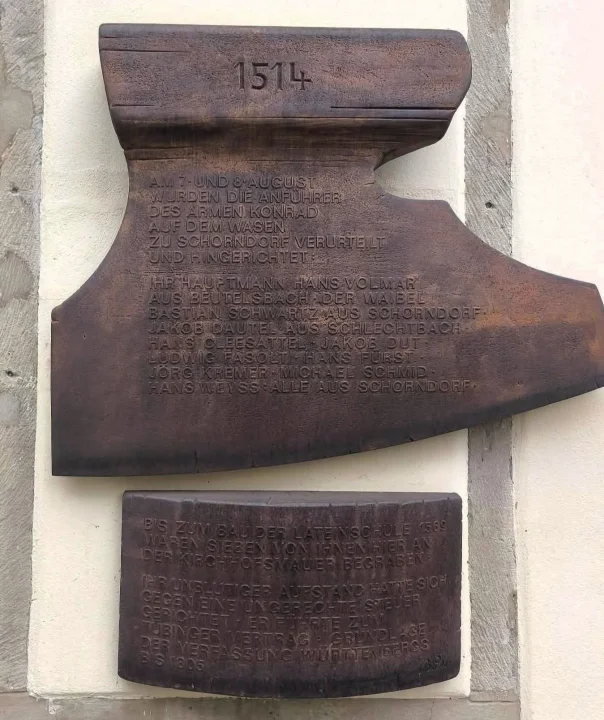 1514
AM 7· UND 8·AUGUST
WURDEN DIE ANFÜHRER
DES ARMEN KONRAD
AUF DEM WASEN
ZU SCHORNDORF VERURTEILT
UND HINGERICHTET·
IHR HAUPTMANN HANS VOLMAR
AUS BEUTELSBACH·DER WAIBEL
BASTIAN SCHWARTZ AUS SCHORNDORF·
JAKOB DAUTEL AUS SCHLECHTBACH·
HANS CLEESATTEL·JAKOB DUT
LUDWIG FASOLT·HANS FÜRST
JÖRG KREMER·MICHAEL SCHMID·
HANS WEYSS·ALLE AUS SCHORNDORF·
BIS ZUM BAU DER LATEINSCHULE 1569
WAREN SIEBEN VON IHNEN HIER AN
DER KIRCHHOFSMAUER BEGRABEN
IHR UNBLUTIGER AUFSTAND HATTE SICH
GEGEN EINE UNGERECHTE STEUER
GERICHTET· ER FÜHRTE ZUM
TÜBINGER VERTRAG· GRUNDLAGE
DER VERFASSUNG WÜRTTEMBERGS
BIS 1805